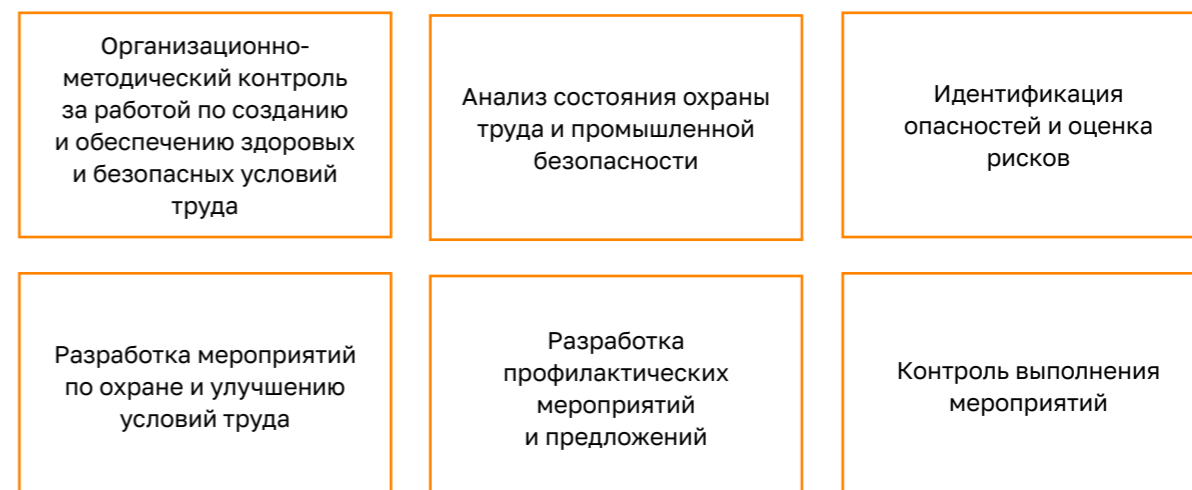 Организационно-
методический контроль
за работой по созданию
и обеспечению здоровых
и безопасных условий
труда
Анализ состояния охраны
труда и промышленной
безопасности
Идентификация
опасностей и оценка
рисков
Разработка мероприятий
по охране и улучшению
условий труда
Разработка
профилактических
мероприятий
и предложений
Контроль выполнения
мероприятий